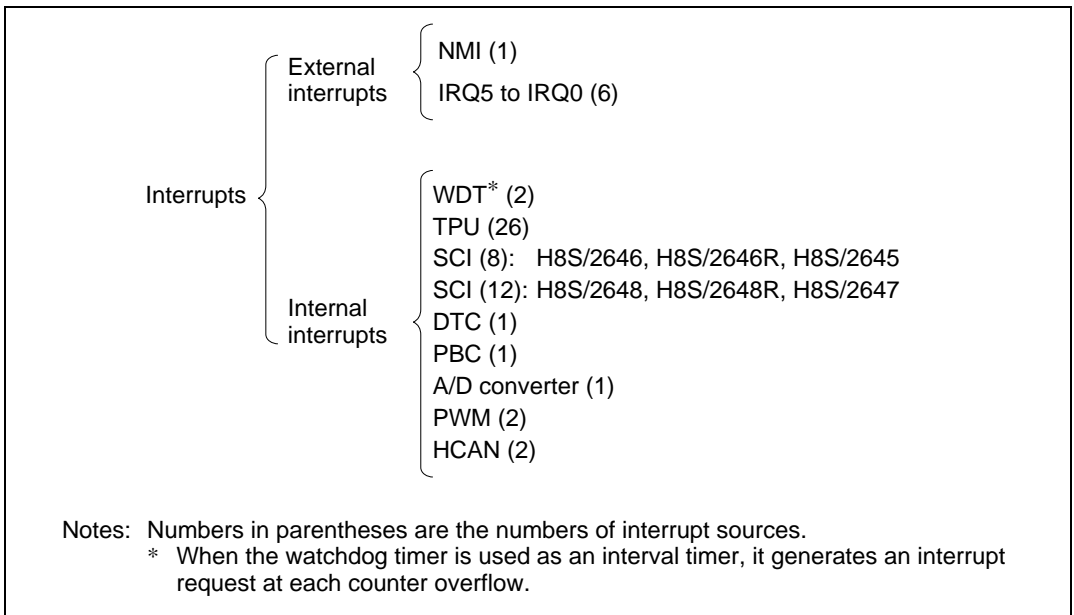 External
interrupts
NMI (1)
IRQ5 to IRQ0 (6)
Interrupts
Internal
interrupts
WDT* (2)
TPU (26)
SCI (8): H8S/2646, H8S/2646R, H8S/2645
SCI (12): H8S/2648, H8S/2648R, H8S/2647
DTC (1)
PBC (1)
A/D converter (1)
PWM (2)
HCAN (2)
Notes: Numbers in parentheses are the numbers of interrupt sources.
* When the watchdog timer is used as an interval timer, it generates an interrupt
request at each counter overflow.